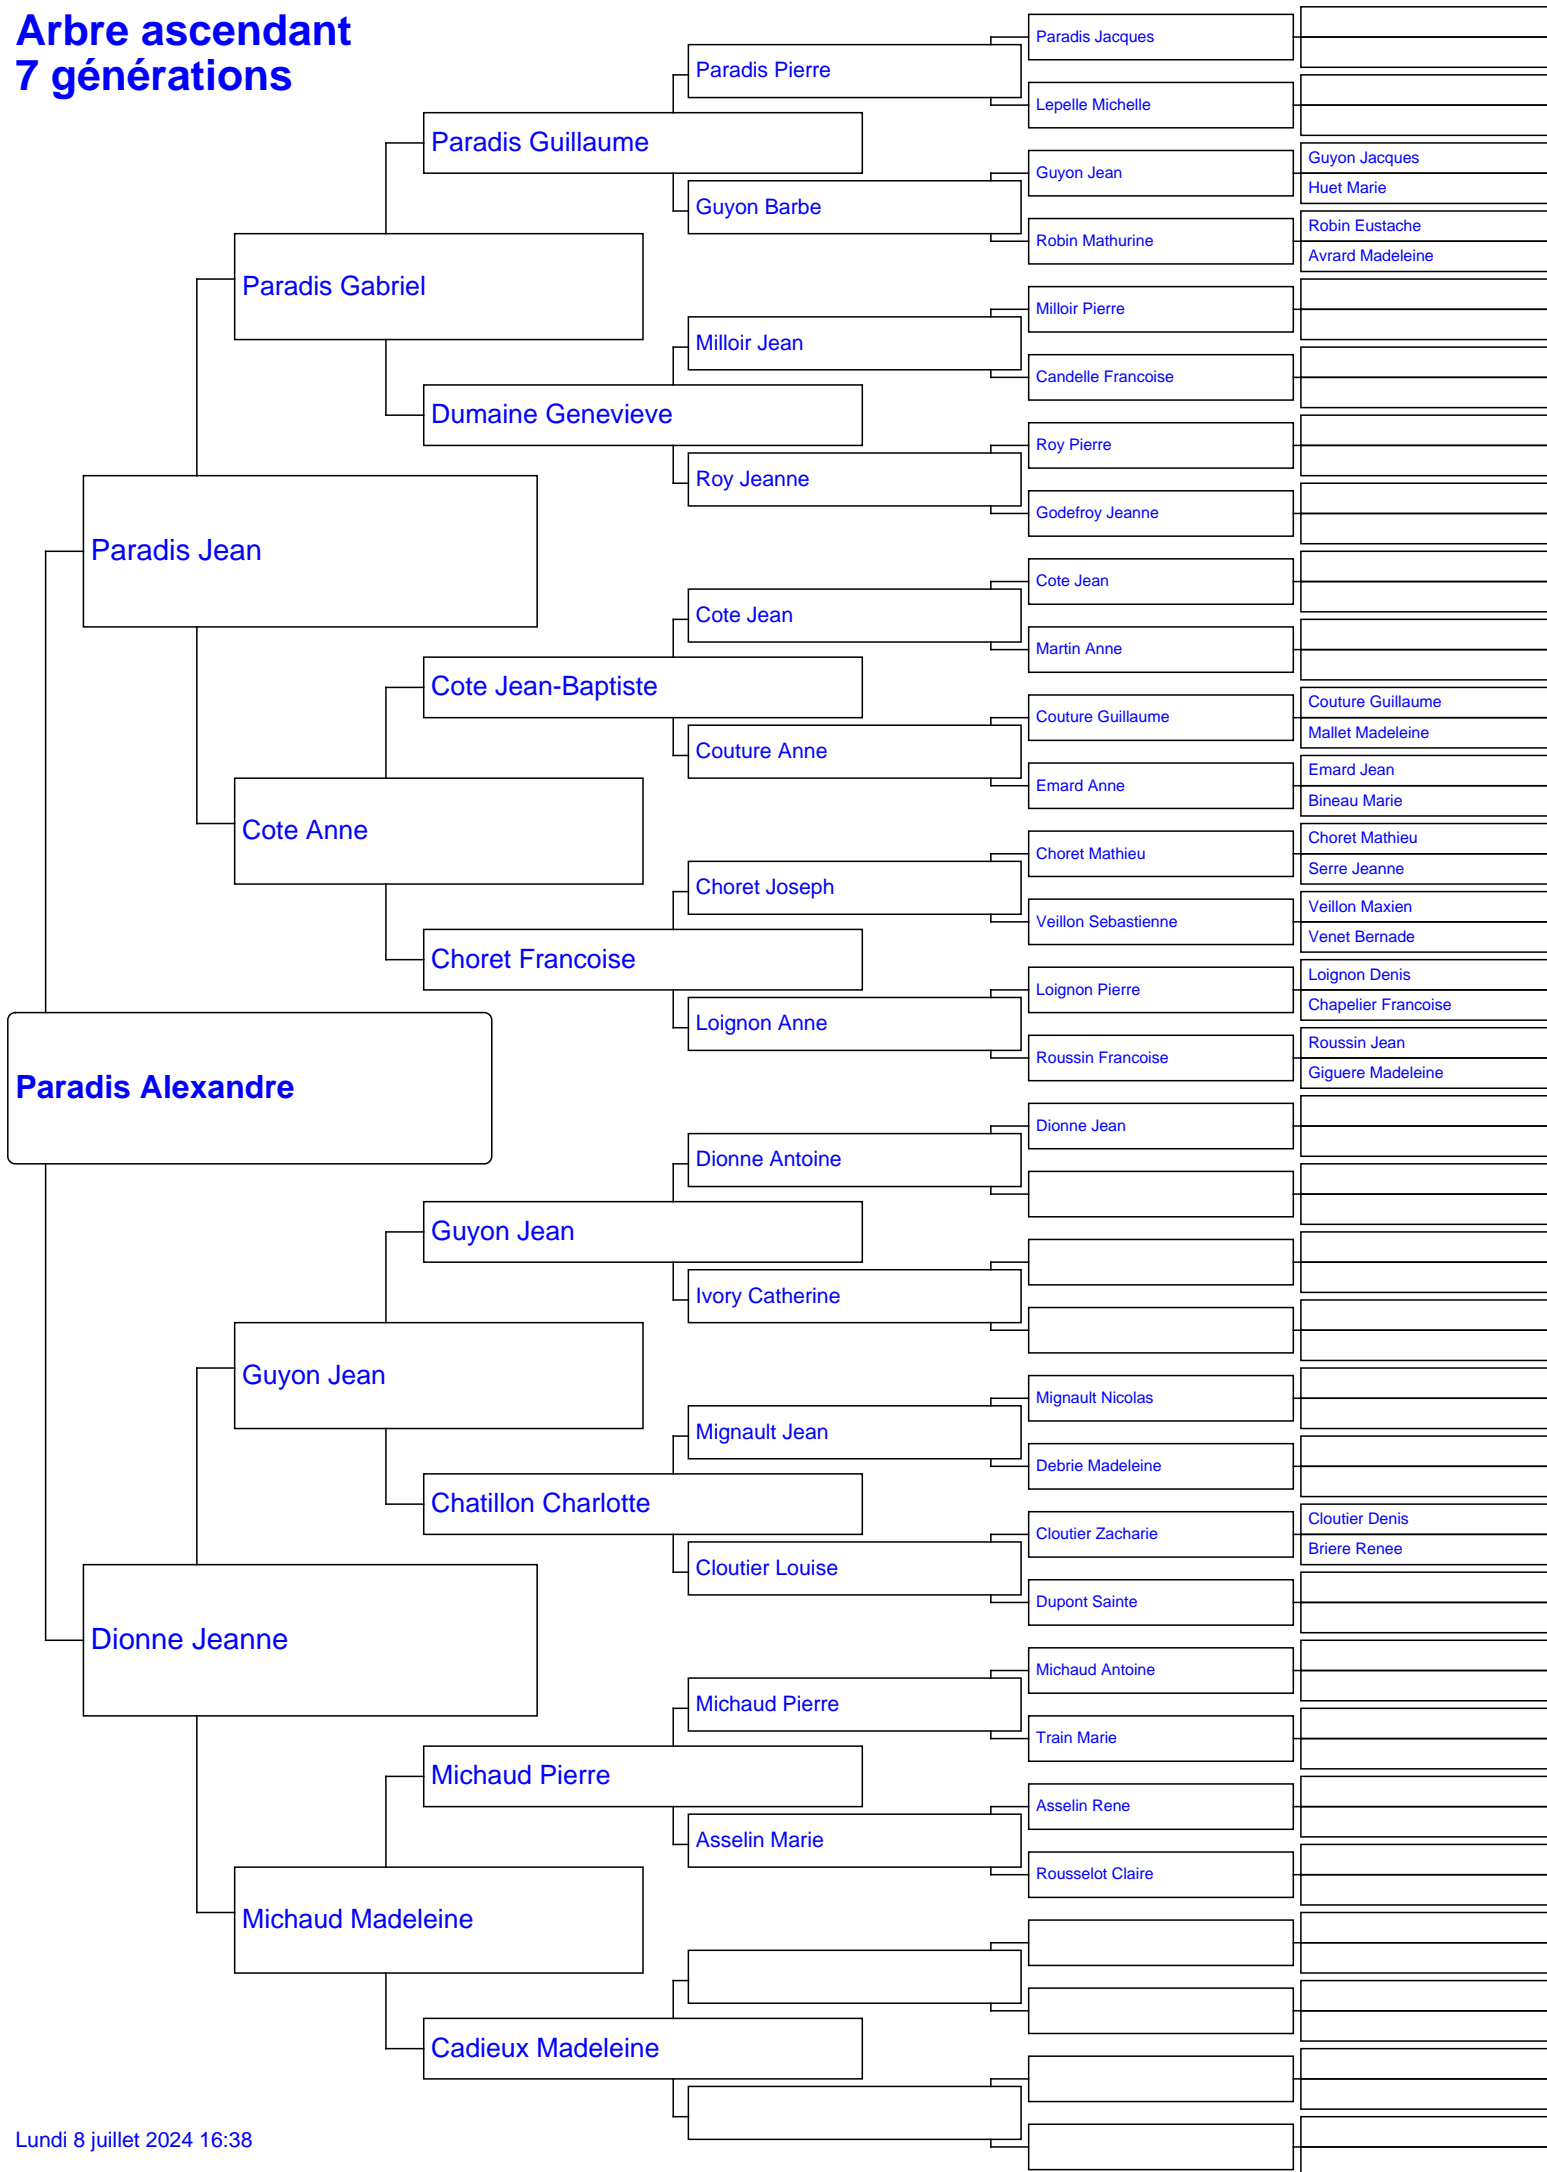 Arbre ascendant
7 générations
Paradis Jacques
Paradis Pierre
Lepelle Michelle
Paradis Guillaume
Guyon Jacques
Guyon Jean
Huet Marie
Guyon Barbe
Robin Eustache
Robin Mathurine
Avrard Madeleine
Paradis Gabriel
Milloir Pierre
Milloir Jean
Candelle Francoise
Dumaine Genevieve
Roy Pierre
Roy Jeanne
Godefroy Jeanne
Paradis Jean
Cote Jean
Cote Jean
Martin Anne
Cote Jean-Baptiste
Couture Guillaume
Couture Guillaume
Mallet Madeleine
Couture Anne
Emard Jean
Emard Anne
Bineau Marie
Cote Anne
Choret Mathieu
Choret Mathieu
Serre Jeanne
Choret Joseph
Veillon Maxien
Veillon Sebastienne
Venet Bernade
Choret Francoise
Loignon Denis
Loignon Pierre
Chapelier Francoise
Loignon Anne
Roussin Jean
Roussin Francoise
Giguere Madeleine
Paradis Alexandre
Dionne Jean
Dionne Antoine
Guyon Jean
Ivory Catherine
Guyon Jean
Mignault Nicolas
Mignault Jean
Debrie Madeleine
Chatillon Charlotte
Cloutier Denis
Cloutier Zacharie
Briere Renee
Cloutier Louise
Dupont Sainte
Dionne Jeanne
Michaud Antoine
Michaud Pierre
Train Marie
Michaud Pierre
Asselin Rene
Asselin Marie
Rousselot Claire
Michaud Madeleine
Cadieux Madeleine
Lundi 8 juillet 2024 16:38